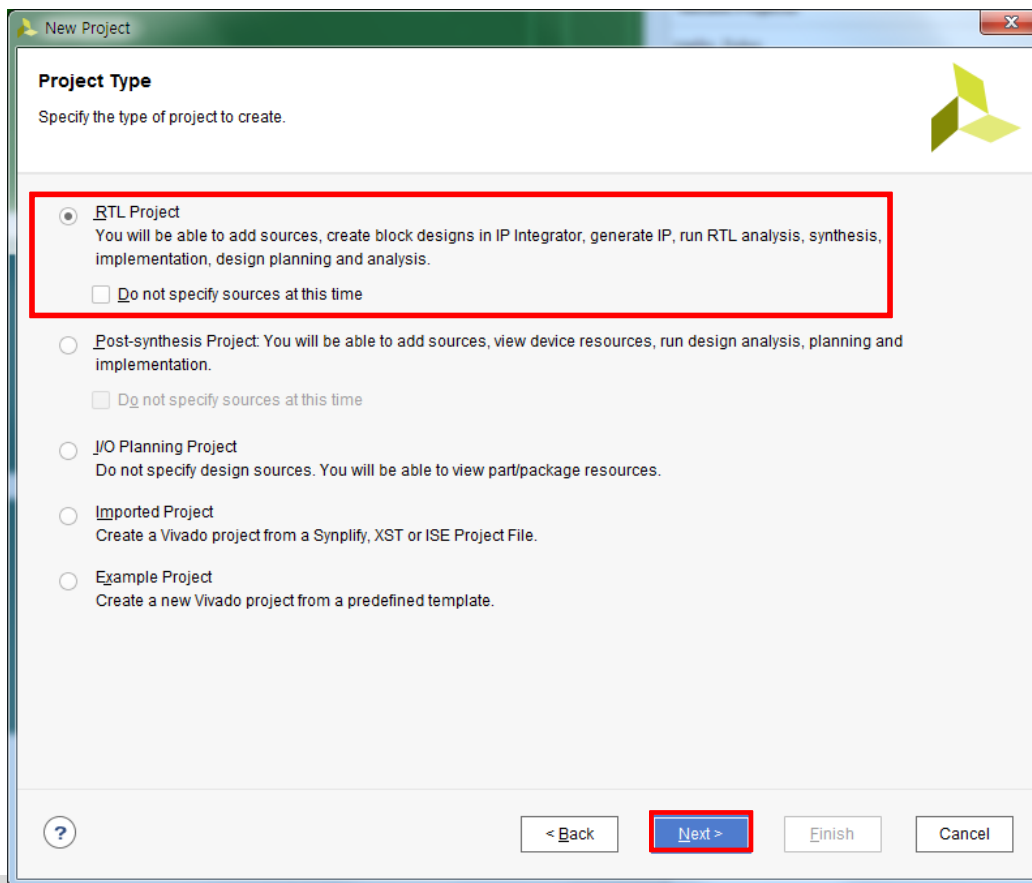 New Project
Project Type
Specify the type of project to create.
RTL Project
You will be able to add sources, create block designs in IP Integrator, generate IP, run RTL analysis, synthesis,
implementation, design planning and analysis.
Do not specify sources at this time
Post-synthesis Project: You will be able to add sources, view device resources, run design analysis, planning and
implementation.
Do not specify sources at this time
I/O Planning Project
Do not specify design sources. You will be able to view part/package resources.
Imported Project
Create a Vivado project from a Synplify, XST or ISE Project File.
Example Project
Create a new Vivado project from a predefined template.
? < Back Next > Finish Cancel